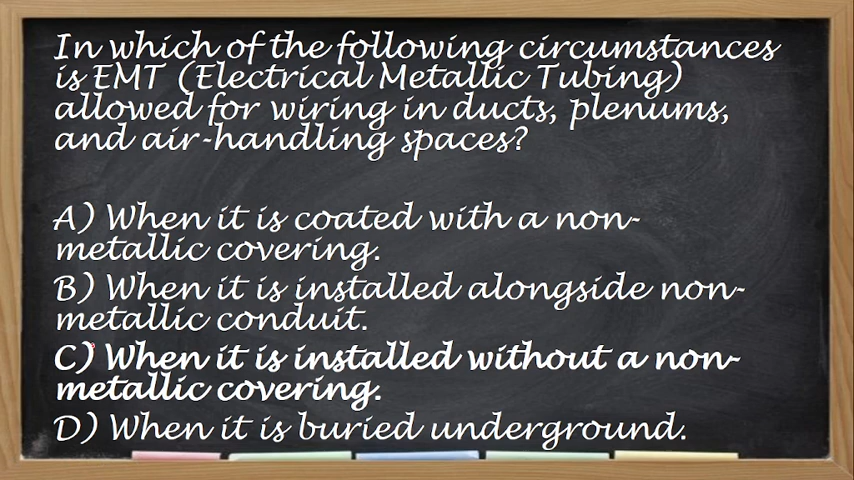 In which of the following circumstances
is EMT (Electrical Metallic Tubing)
allowed for wiring in ducts, plenums,
and air-handling spaces?
A) When it is coated with a non-
metallic covering.
B) When it is installed alongside non-
metallic conduit.
C) When it is installed without a non-
metallic covering.
D) When it is buried underground.